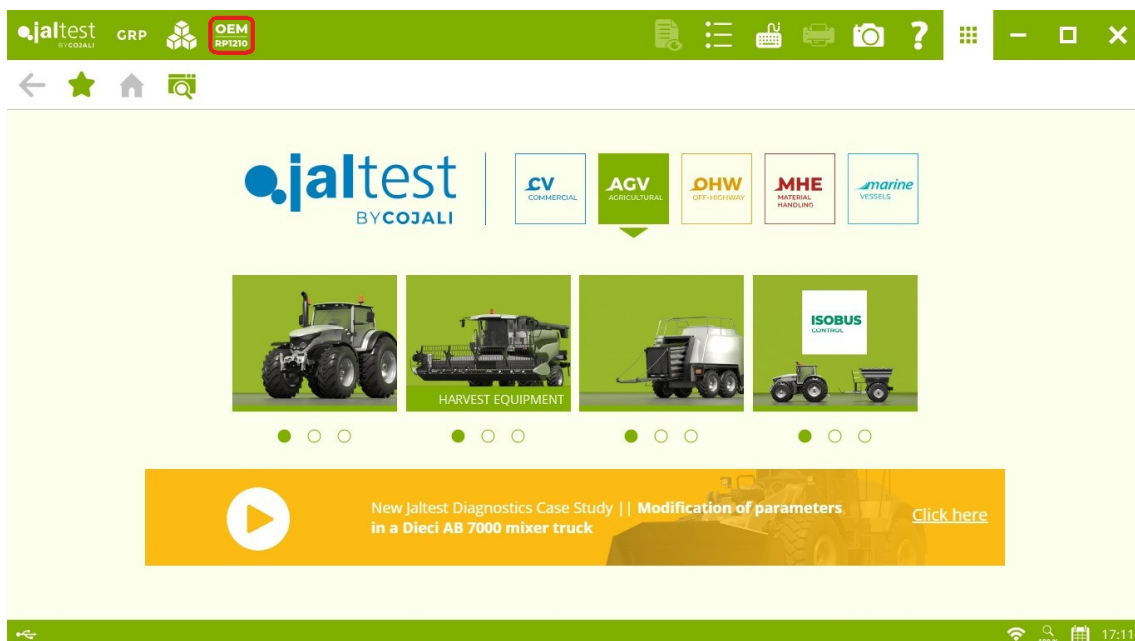 jaltest GRP OEM
BYCOJALI RP1210
?
jaltest
BYCOJALI
CV
COMMERCIAL
AGV
AGRICULTURAL
OHW
OFF-HIGHWAY
MHE
MATERIAL
HANDLING
marine
VESSELS
HARVEST EQUIPMENT
ISOBUS
CONTROL
New Jaltest Diagnostics Case Study || Modification of parameters
in a Dieci AB 7000 mixer truck
Click here
17:11